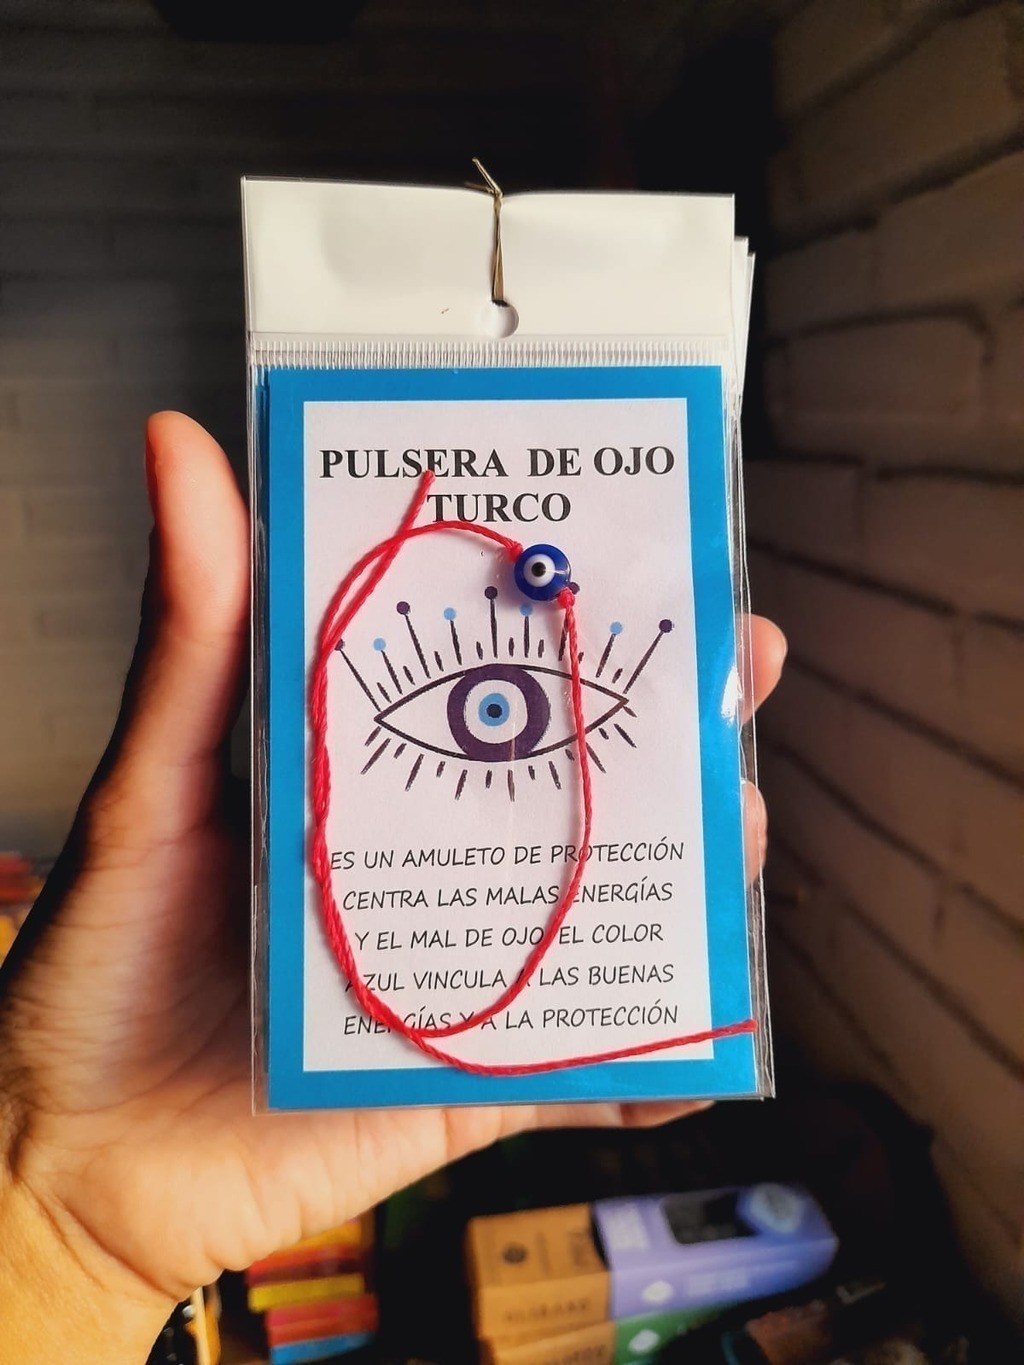 PULSERA DE OJO
TURCO
ES UN AMULETO DE PROTECCIÓN
CENTRA LAS MALAS ENERGÍAS
Y EL MAL DE OJO, EL COLOR
AZUL VINCULA A LAS BUENAS
ENERGÍAS Y A LA PROTECCIÓN